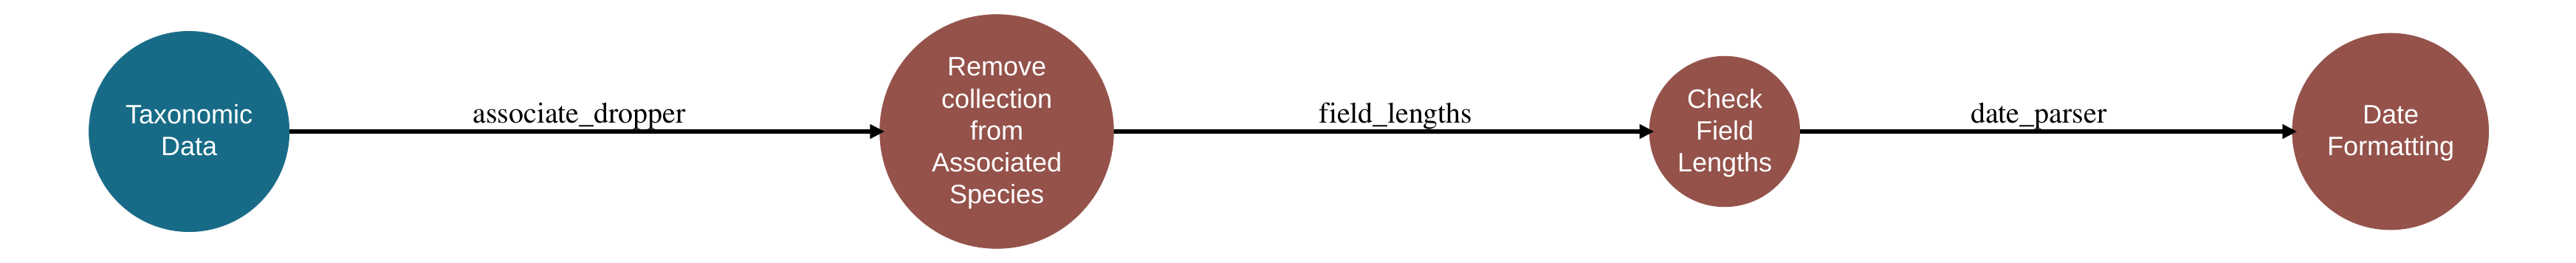 Taxonomic
Data
associate_dropper
Remove
collection
from
Associated
Species
field_lengths
Check
Field
Lengths
date_parser
Date
Formatting